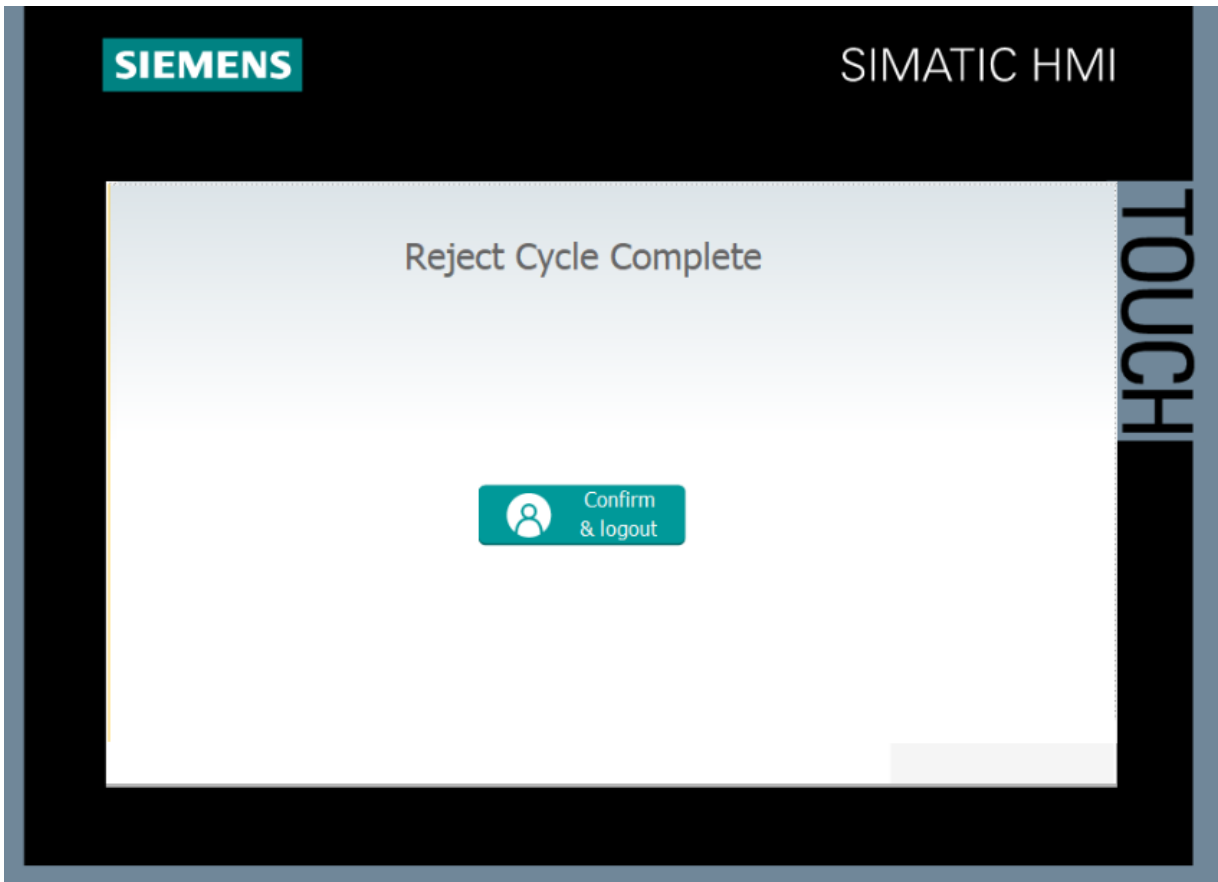 SIEMENS
SIMATIC HMI
TOUCH
Reject Cycle Complete
Confirm
& logout